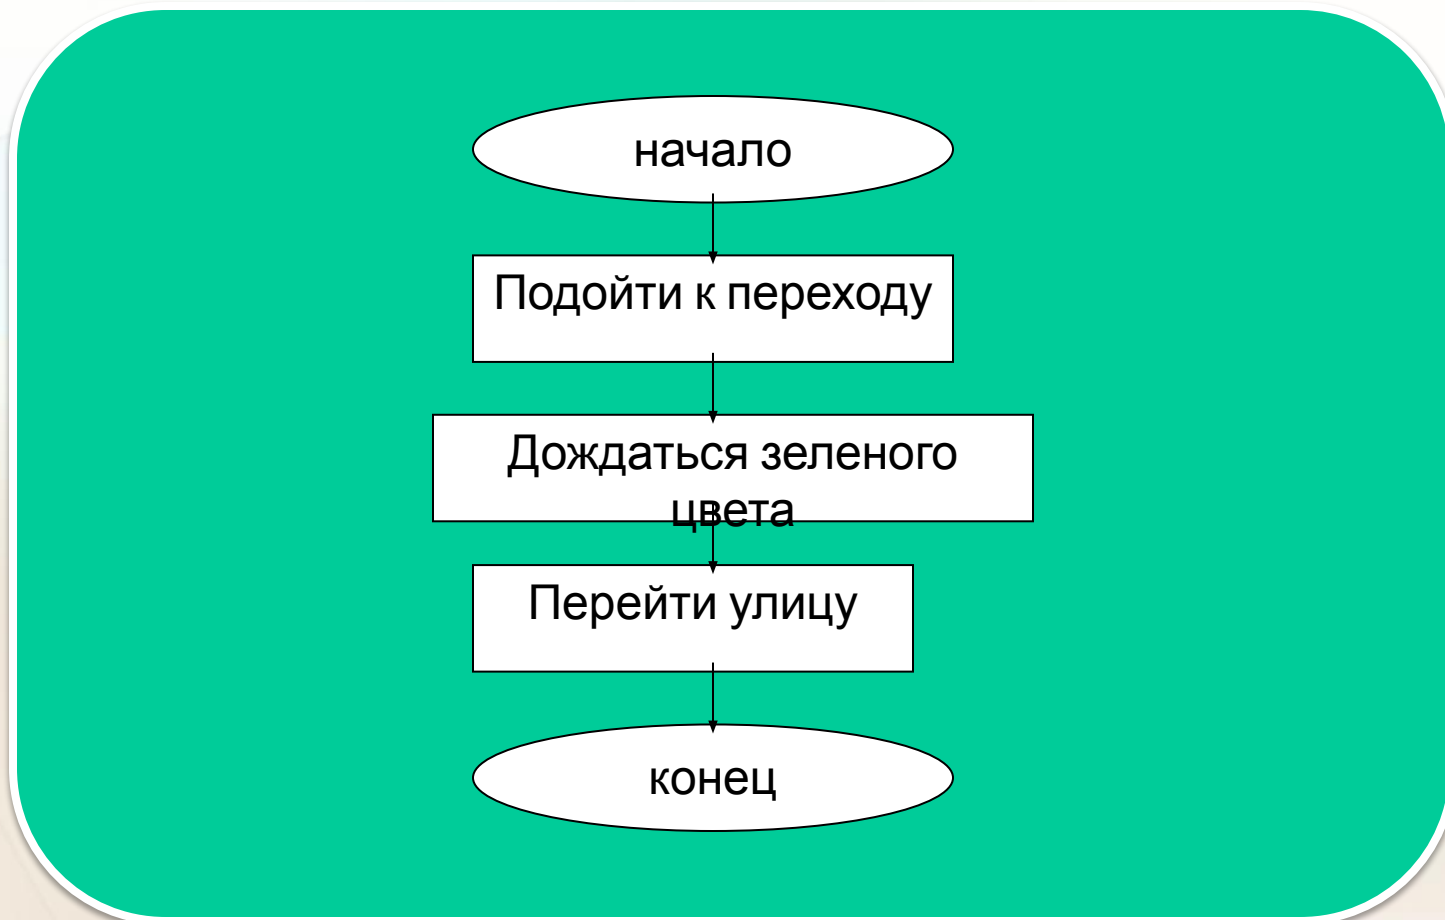 начало
Подойти к переходу
Дождаться зеленого
цвета
Перейти улицу
конец